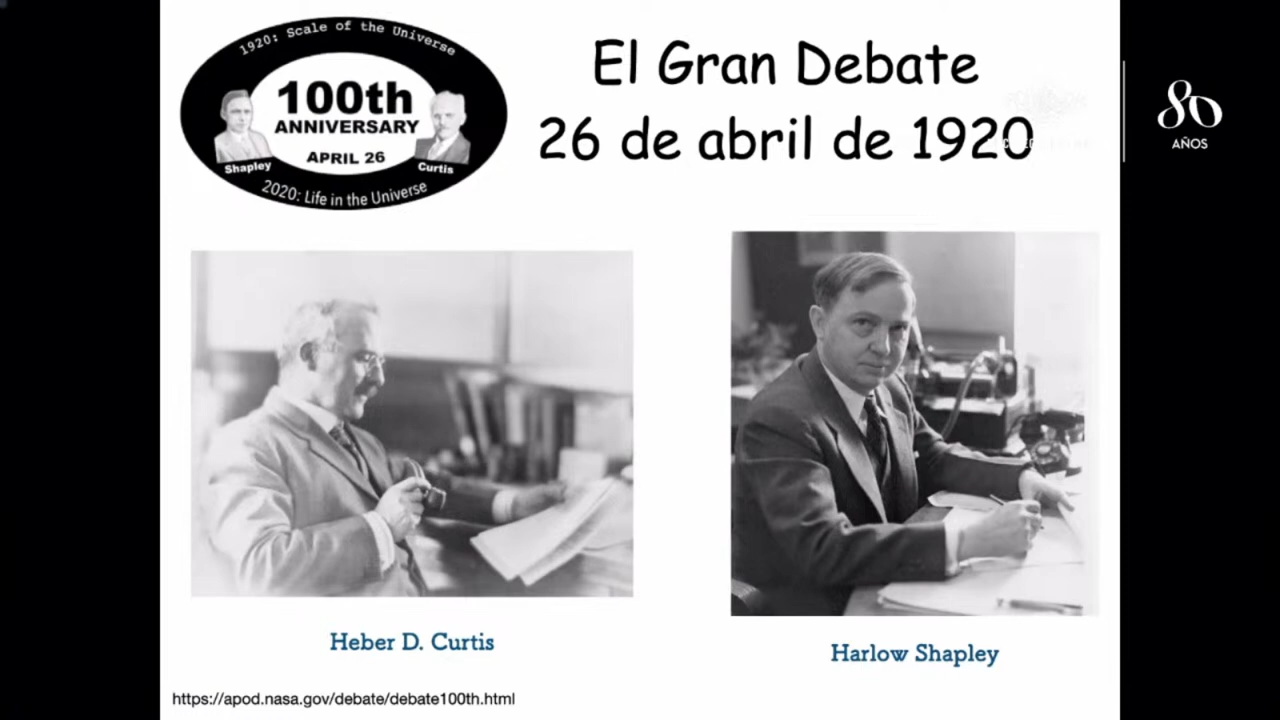 1920: Scale of the Universe
100th
ANNIVERSARY
APRIL 26
Shapley
Curtis
2020: Life in the Universe
El Gran Debate
26 de abril de 1920
80
AÑOS
Heber D. Curtis
Harlow Shapley
https://apod.nasa.gov/debate/debate100th.html